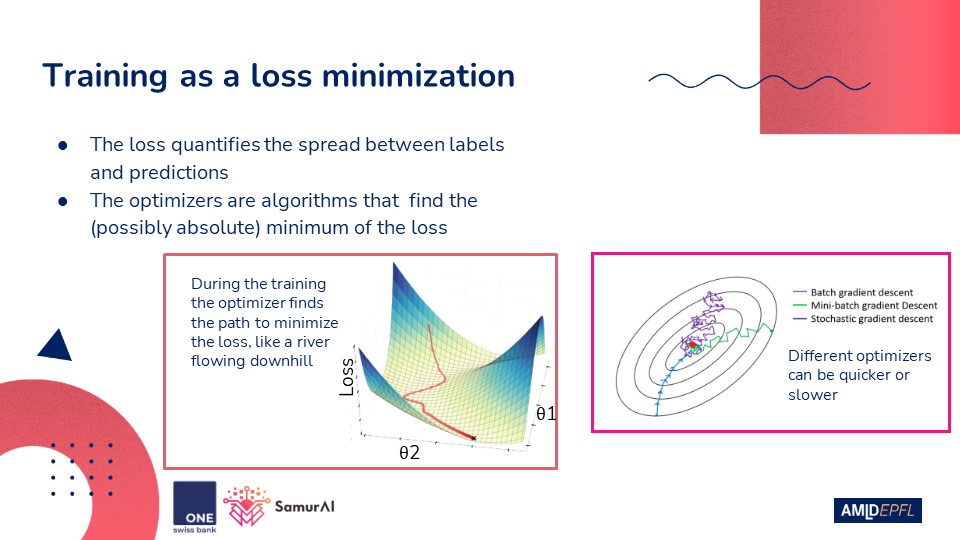 Training as a loss minimization
● The loss quantifies the spread between labels
and predictions
● The optimizers are algorithms that find the
(possibly absolute) minimum of the loss
During the training
the optimizer finds
the path to minimize
the loss, like a river
flowing downhill
Loss
θ1
θ2
Batch gradient descent
Mini-batch gradient Descent
Stochastic gradient descent
Different optimizers
can be quicker or
slower
ONE
swiss bank
SamurAI
AMLDEPFL